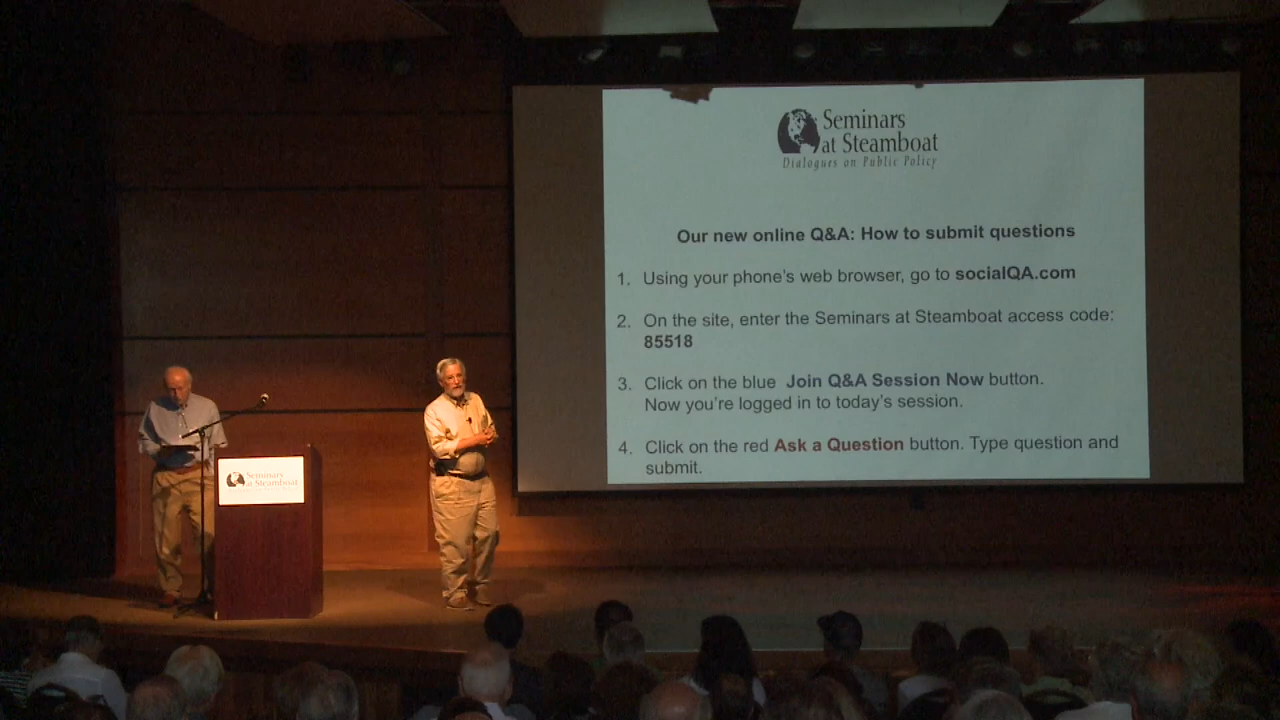 Seminars
at Steamboat
Dialogues on Public Policy
Our new online Q&A: How to submit questions
1. Using your phone's web browser, go to socialQA.com
2. On the site, enter the Seminars at Steamboat access code:
85518
3. Click on the blue Join Q&A Session Now button.
Now you're logged in to today's session.
4. Click on the red Ask a Question button. Type question and
submit.
Seminars
at Steamboat